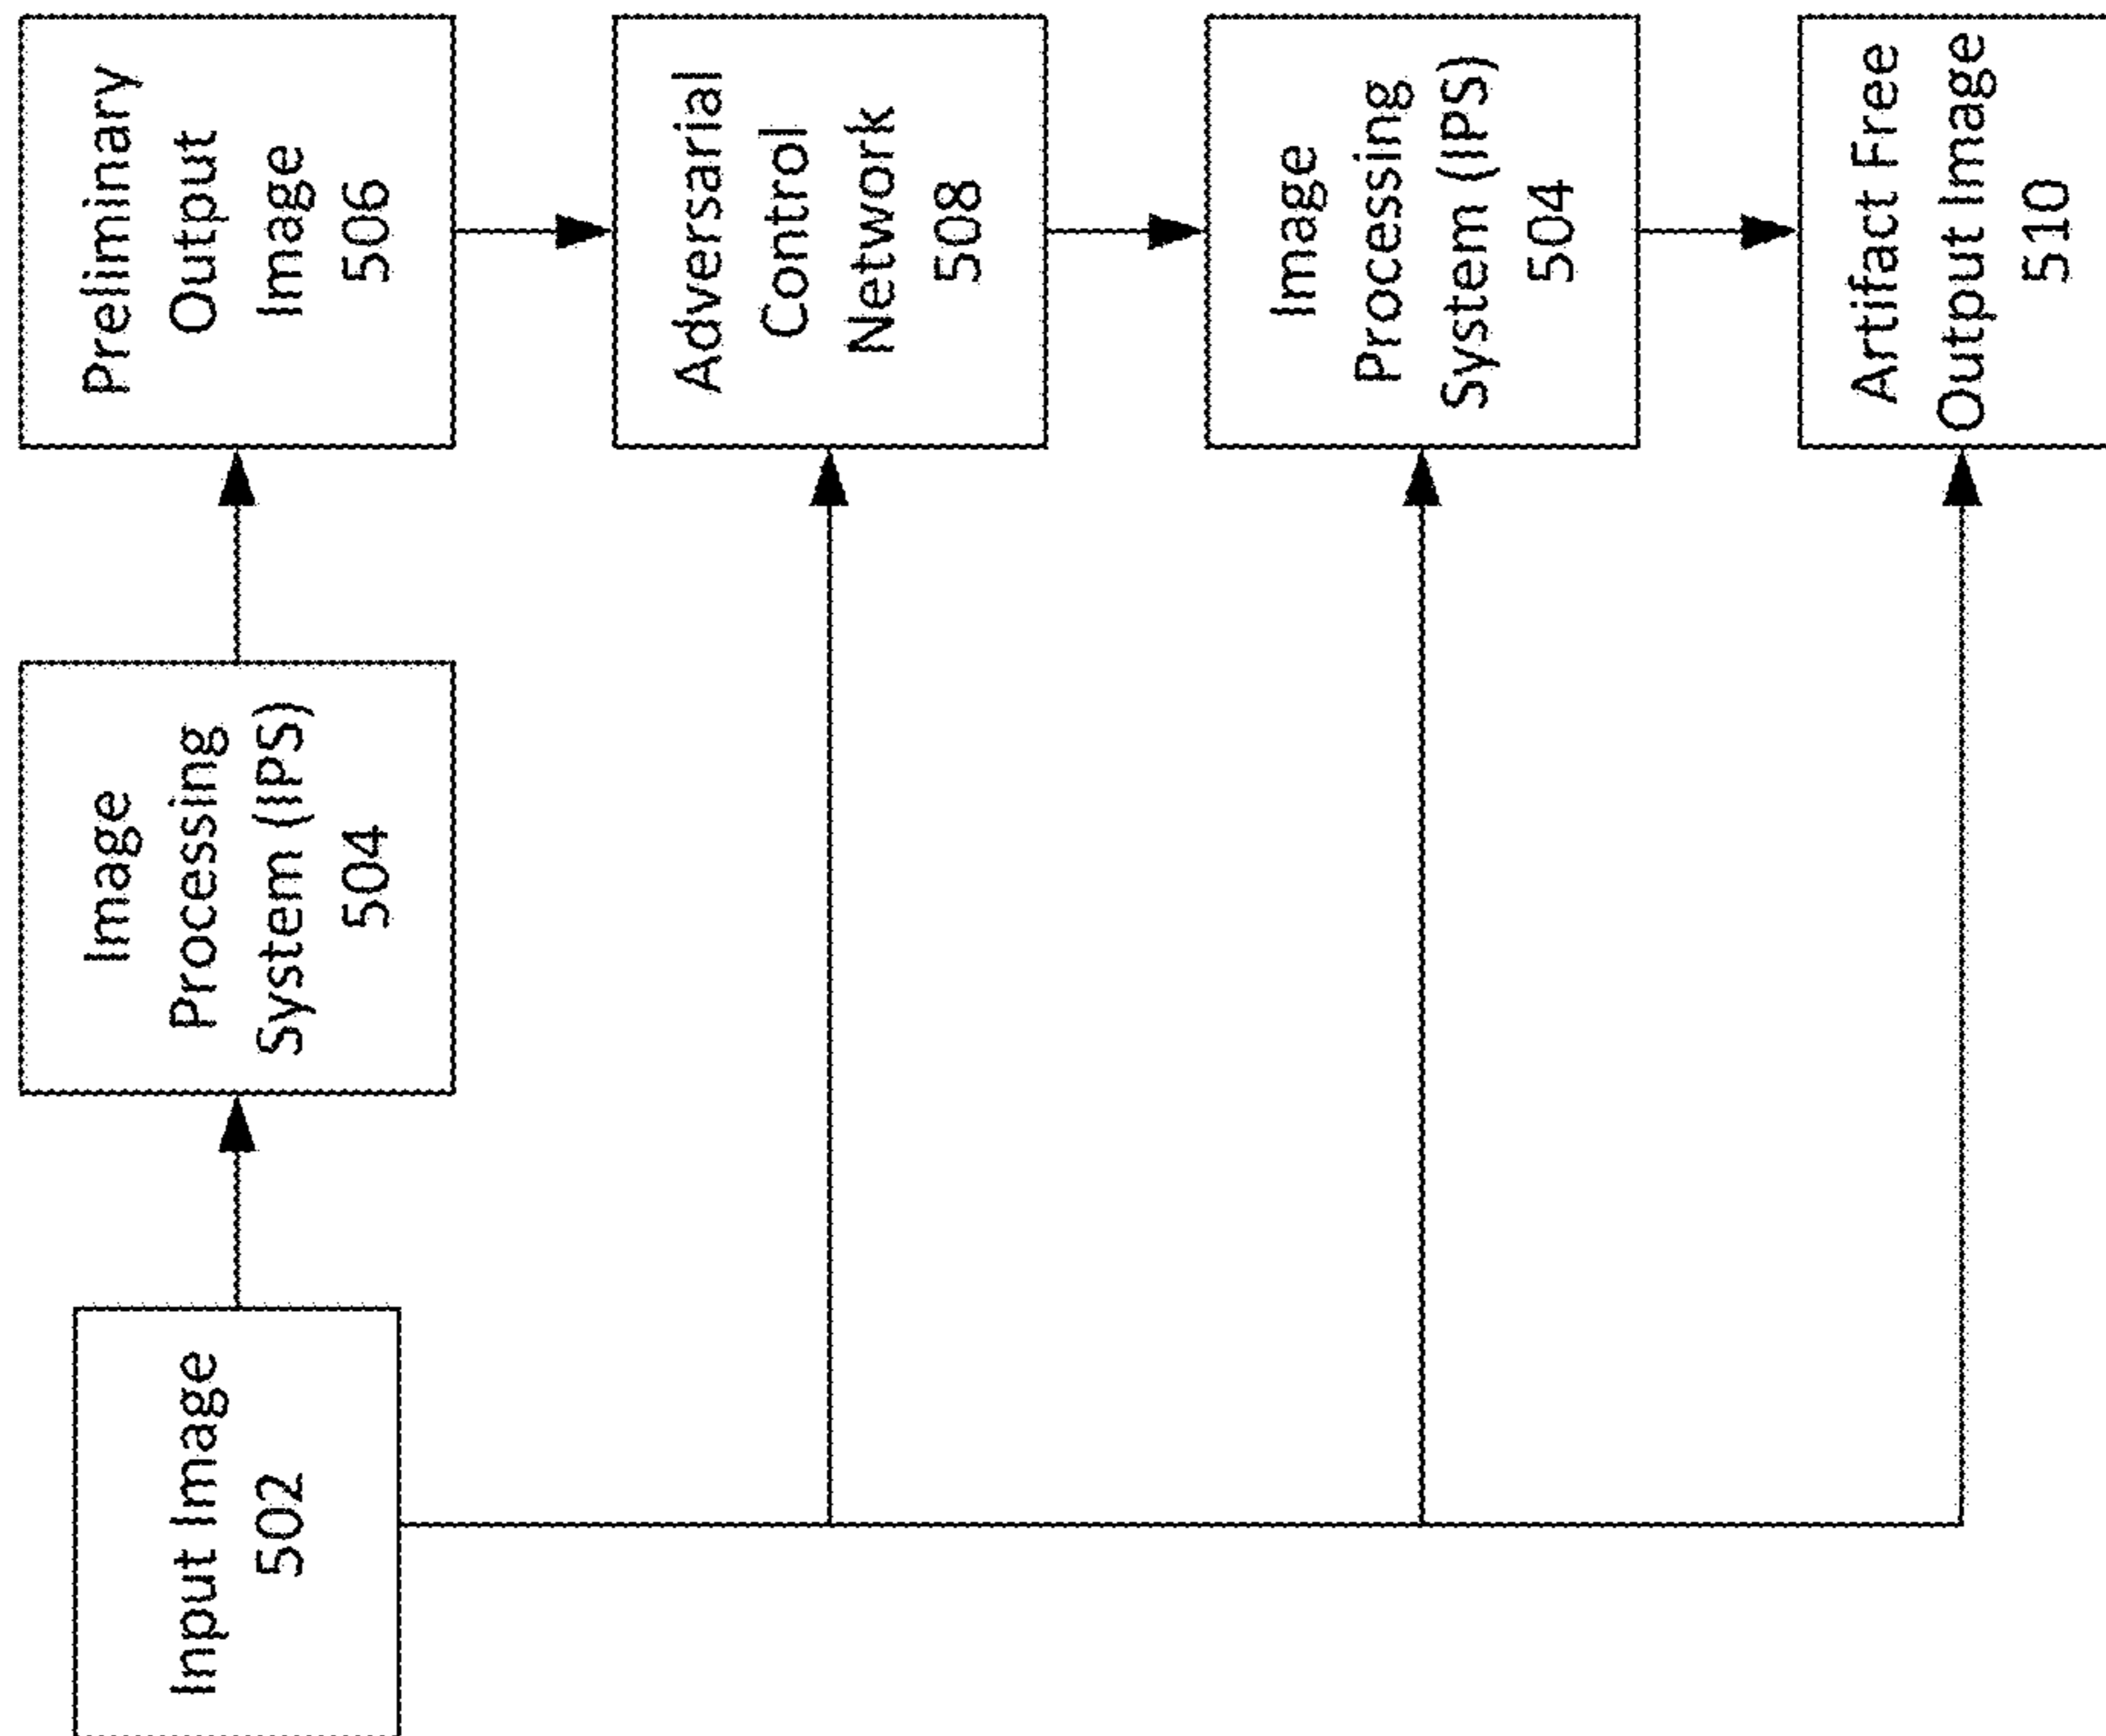 Input Image
502
Image
Processing
System (IPS)
504
Preliminary
Output
Image
506
Adversarial
Control
Network
508
Image
Processing
System (IPS)
504
Artifact Free
Output Image
510